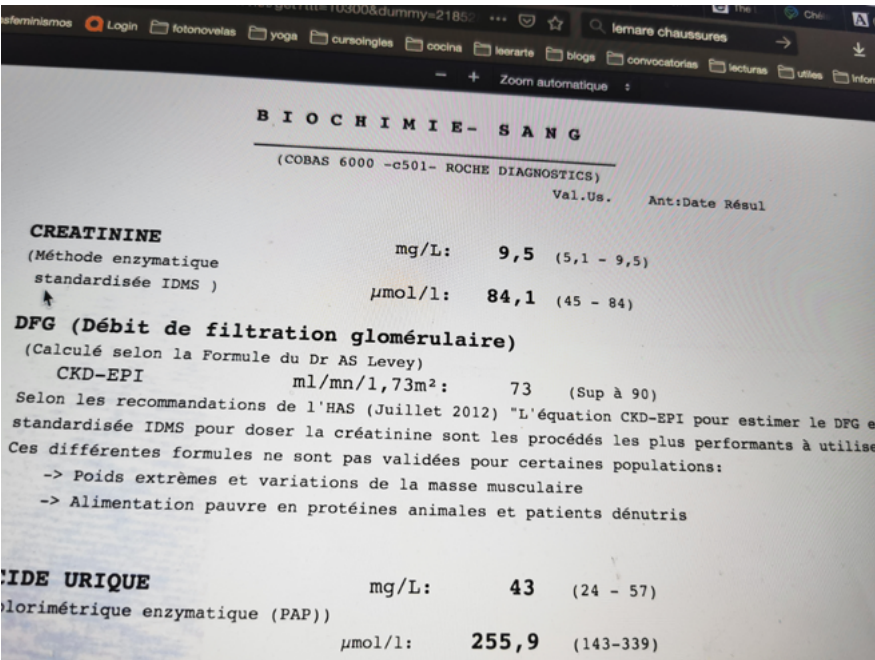 dummy=2185
lemare chaussures
Login fotonovelas yoga cursoingles cocina leerarte blogs convocatorias lecturas utiles
− + Zoom automatique
BIOCHIMIE- SANG
(COBAS 6000 -c501- ROCHE DIAGNOSTICS)
Val.Us. Ant:Date Résul
CREATININE mg/L: 9,5 (5,1 - 9,5)
(Méthode enzymatique
standardisée IDMS ) µmol/l: 84,1 (45 - 84)
DFG (Débit de filtration glomérulaire)
(Calculé selon la Formule du Dr AS Levey)
CKD-EPI ml/mn/1,73m²: 73 (Sup à 90)
Selon les recommandations de l'HAS (Juillet 2012) "L'équation CKD-EPI pour estimer le DFG e
standardisée IDMS pour doser la créatinine sont les procédés les plus performants à utilise
Ces différentes formules ne sont pas validées pour certaines populations:
-> Poids extrêmes et variations de la masse musculaire
-> Alimentation pauvre en protéines animales et patients dénutris
CIDE URIQUE mg/L: 43 (24 - 57)
olorimétrique enzymatique (PAP))
µmol/l: 255,9 (143-339)